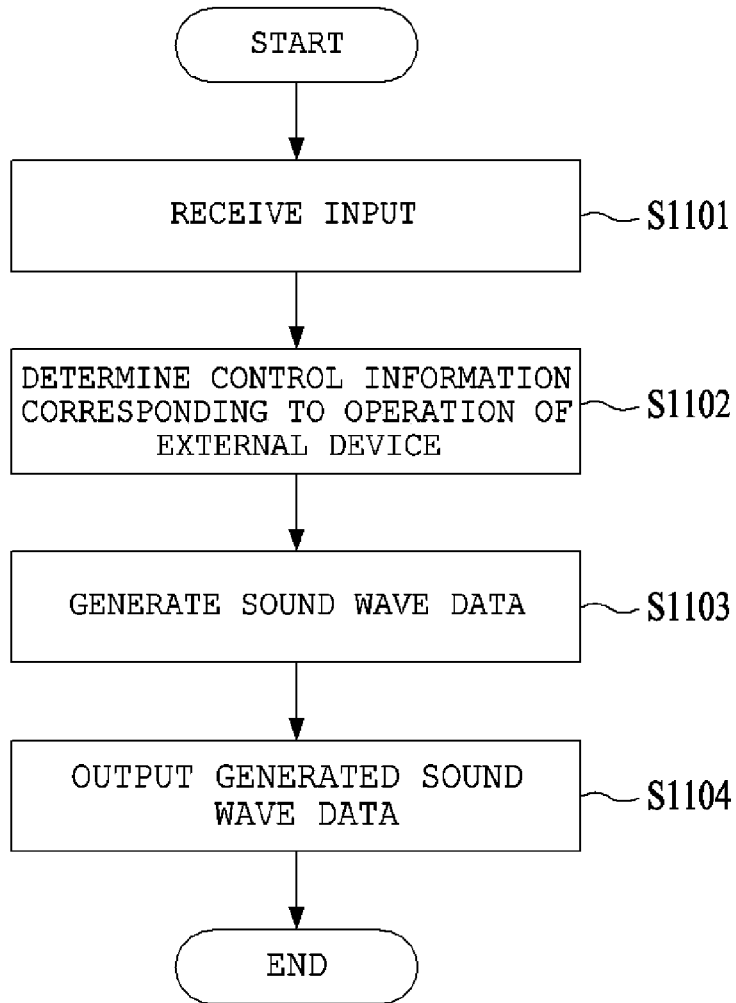 START
RECEIVE INPUT
S1101
DETERMINE CONTROL INFORMATION
CORRESPONDING TO OPERATION OF
EXTERNAL DEVICE
S1102
GENERATE SOUND WAVE DATA
S1103
OUTPUT GENERATED SOUND
WAVE DATA
S1104
END